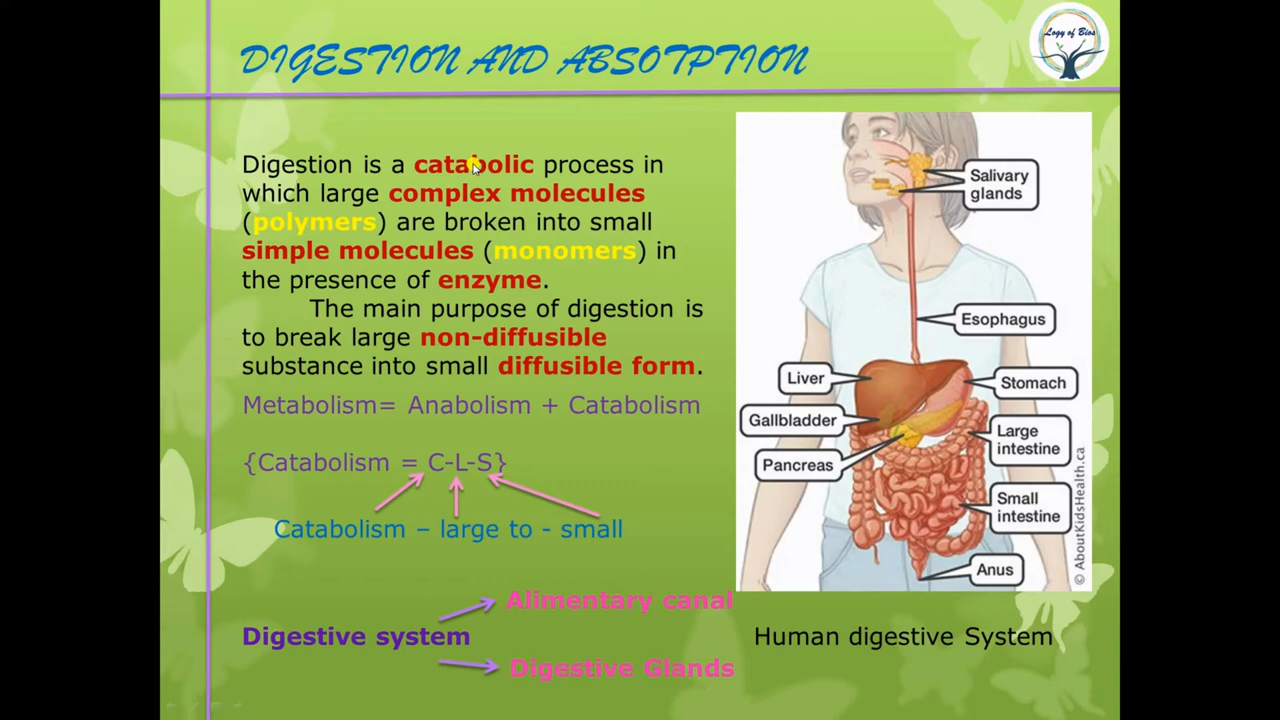 DIGESTION AND ABSOTPTION
Logy of Bios
Digestion is a catabolic process in
which large complex molecules
(polymers) are broken into small
simple molecules (monomers) in
the presence of enzyme.
The main purpose of digestion is
to break large non-diffusible
substance into small diffusible form.
Metabolism= Anabolism + Catabolism
{Catabolism = C-L-S}
Catabolism – large to - small
Alimentary canal
Digestive system
Digestive Glands
Salivary
glands
Esophagus
Liver
Stomach
Gallbladder
Large
intestine
Pancreas
Small
intestine
Anus
© AboutKidsHealth.ca
Human digestive System